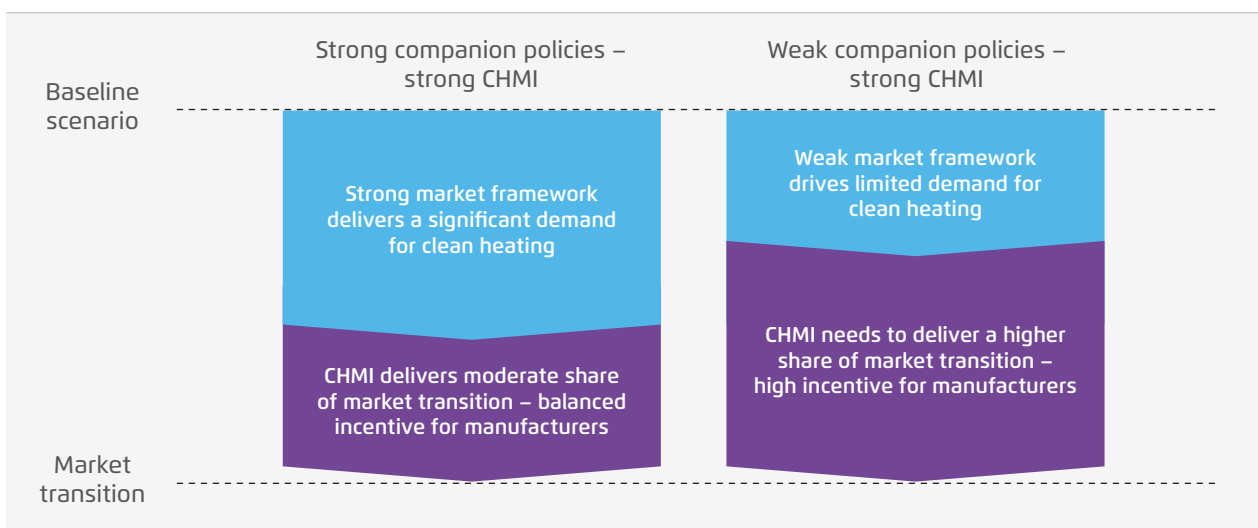 Strong companion policies –
strong CHMI
Weak companion policies –
strong CHMI
Baseline
scenario
Strong market framework
delivers a significant demand
for clean heating
Weak market framework
drives limited demand for
clean heating
CHMI delivers moderate share
of market transition – balanced
incentive for manufacturers
CHMI needs to deliver a higher
share of market transition –
high incentive for manufacturers
Market
transition